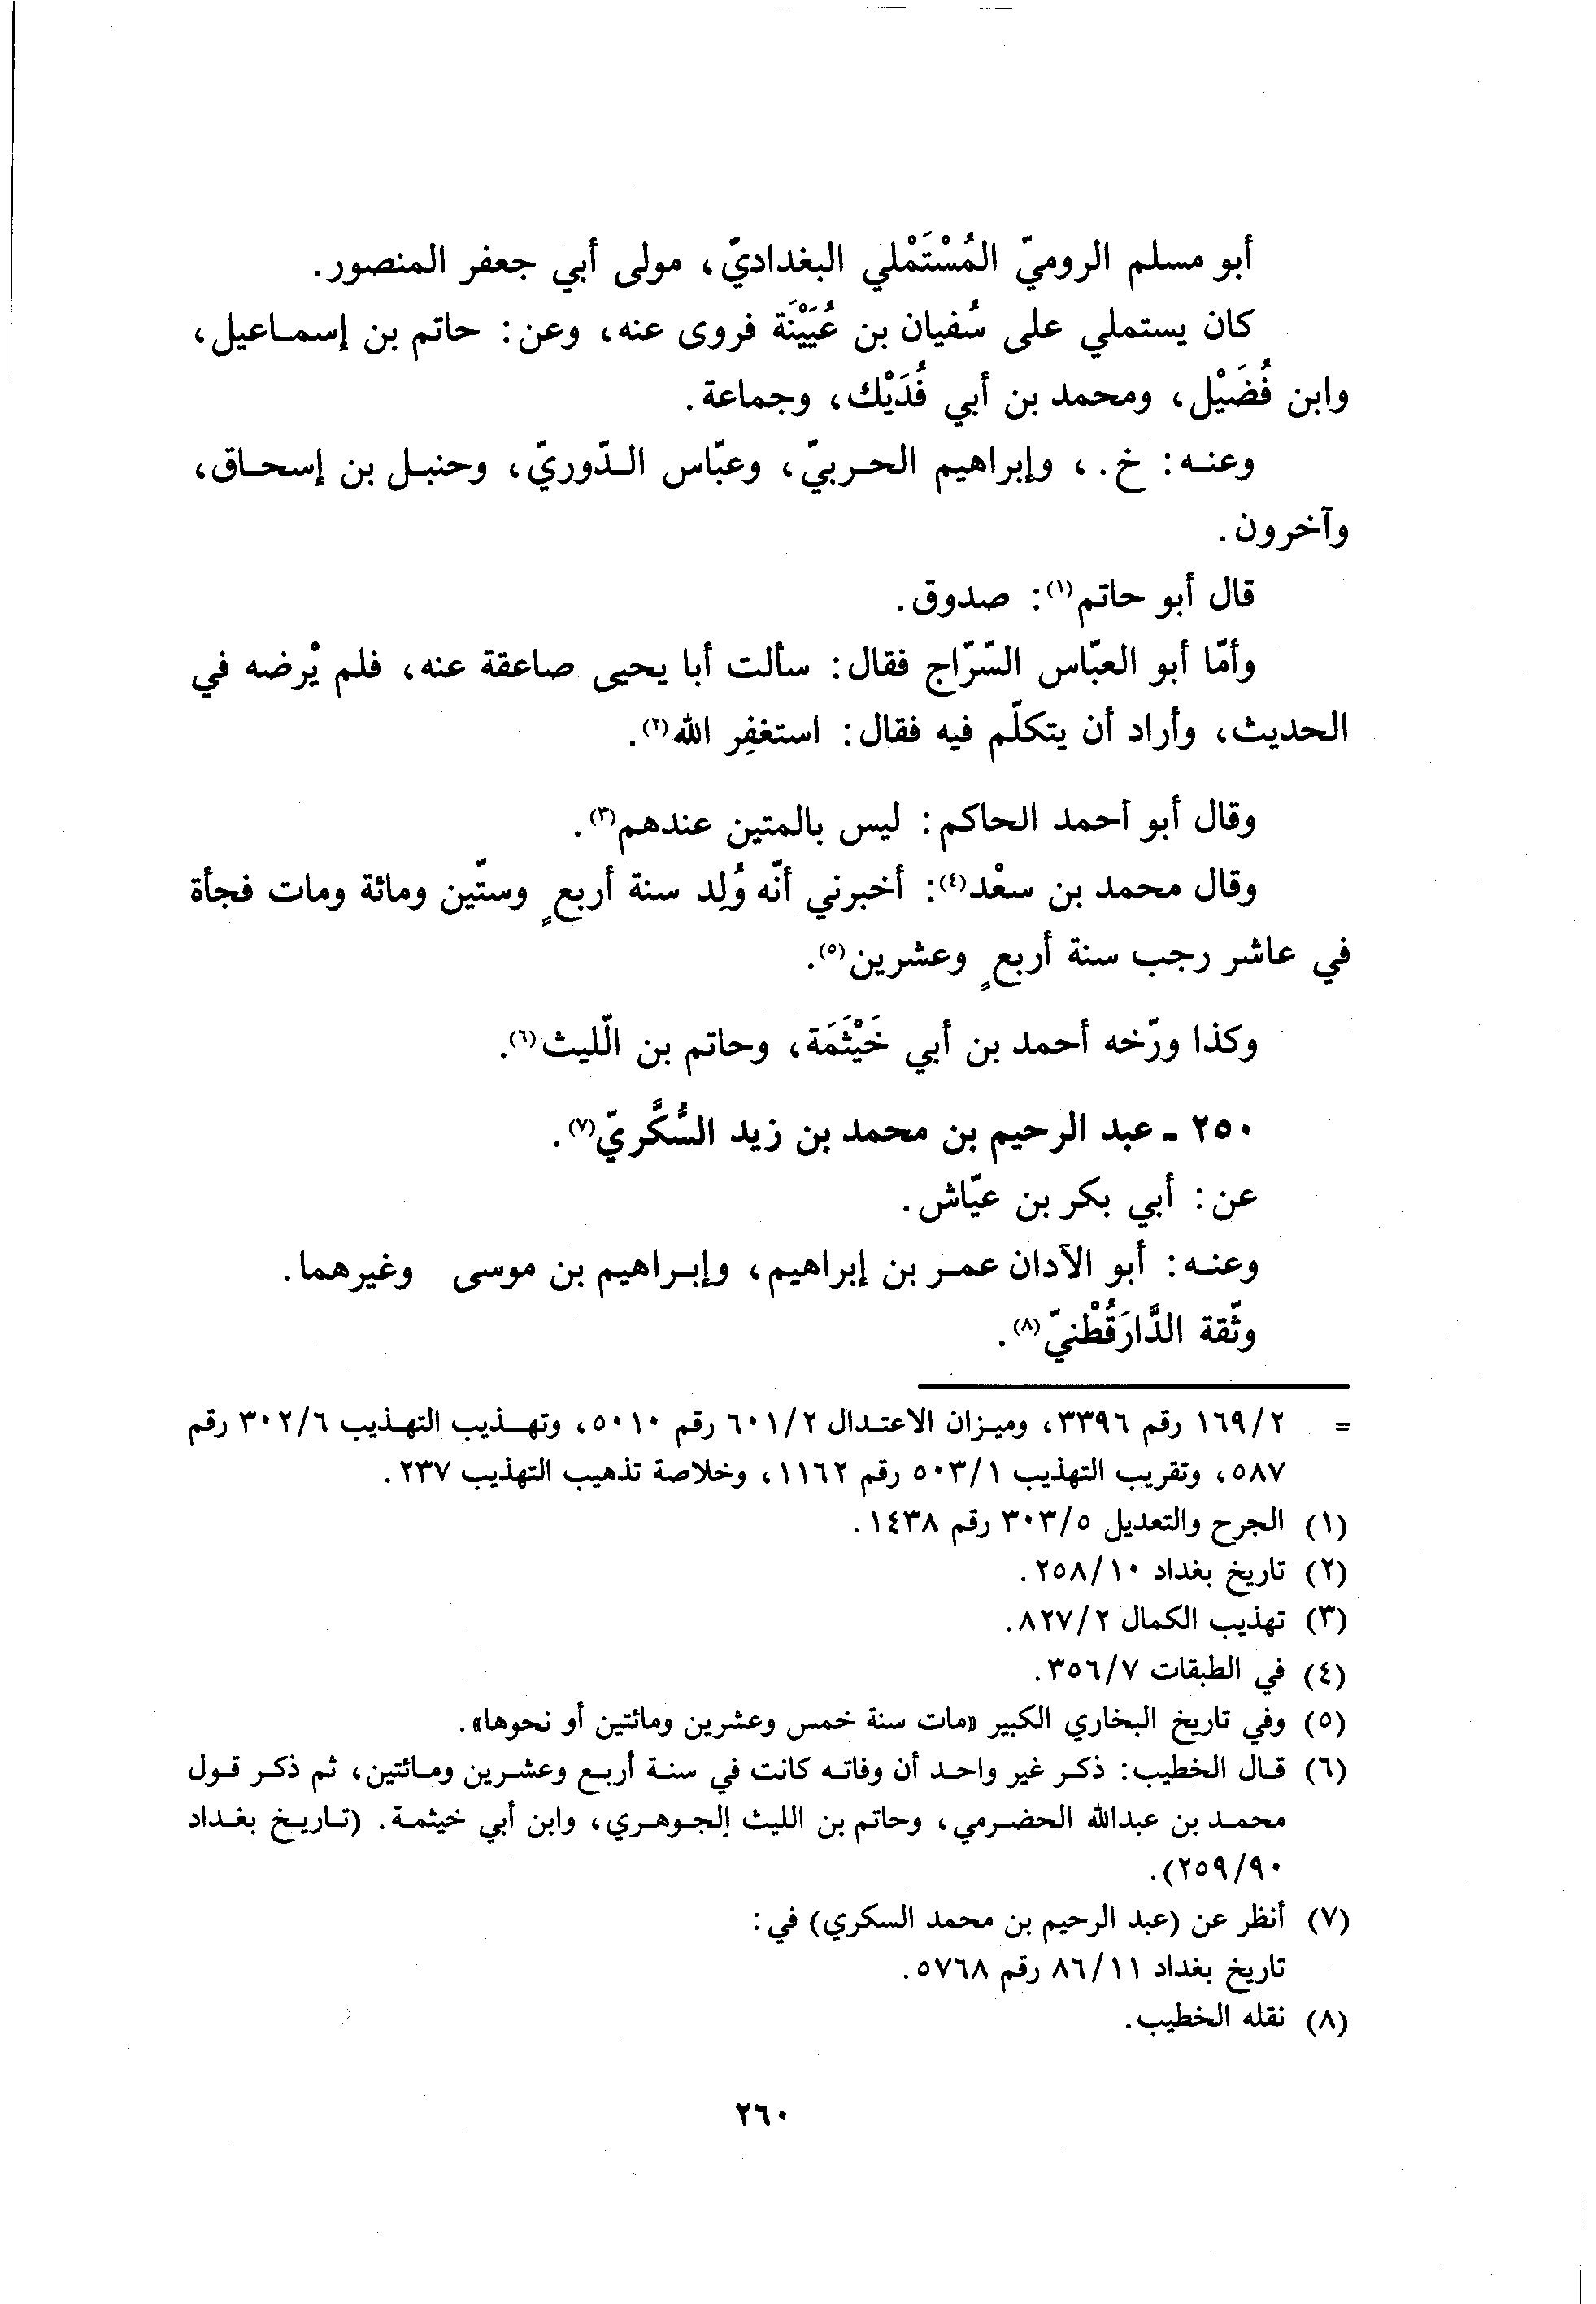 أبو مسلم الروميّ المُسْتَمْلي البغداديّ، مولى أبي جعفر المنصور.
كان يستملي على سُفيان بن عُيَيْنَة فروى عنه، وعن: حاتم بن إسماعيل،
وابن فُضَيْل، ومحمد بن أبي فُدَيْك، وجماعة.
وعنه: خ.، وإبراهيم الحربيّ، وعبّاس الدّوريّ، وحنبل بن إسحاق،
وآخرون.
قال أبو حاتم(١): صدوق.
وأمّا أبو العبّاس السّرّاج فقال: سألت أبا يحيى صاعقة عنه، فلم يْرضه في
الحديث، وأراد أن يتكلّم فيه فقال: استغفِر الله(٢).
وقال أبو أحمد الحاكم: ليس بالمتين عندهم(٣).
وقال محمد بن سعْد(٤): أخبرني أنّه وُلِد سنة أربعٍ وستّين ومائة ومات فجأة
في عاشر رجب سنة أربعٍ وعشرين(٥).
وكذا ورّخه أحمد بن أبي خَيْثَمَة، وحاتم بن الّليث(٦).
٢٥٠ - عبد الرحيم بن محمد بن زيد السُّكَّريّ(٧).
عن: أبي بكر بن عيّاش.
وعنه: أبو الآدان عمر بن إبراهيم، وإبراهيم بن موسى وغيرهما.
وثّقة الدَّارَقُطْنيّ(٨).
= ١٦٩/٢ رقم ٣٣٩٦، وميزان الاعتدال ٦٠١/٢ رقم ٥٠١٠، وتهذيب التهذيب ٣٠٢/٦ رقم
٥٨٧، وتقريب التهذيب ٥٠٣/١ رقم ١١٦٢، وخلاصة تذهيب التهذيب ٢٣٧.
(١) الجرح والتعديل ٣٠٣/٥ رقم ١٤٣٨.
(٢) تاريخ بغداد ٢٥٨/١٠.
(٣) تهذيب الكمال ٨٢٧/٢.
(٤) في الطبقات ٣٥٦/٧.
(٥) وفي تاريخ البخاري الكبير «مات سنة خمس وعشرين ومائتين أو نحوها».
(٦) قال الخطيب: ذكر غير واحد أن وفاته كانت في سنة أربع وعشرين ومائتين، ثم ذكر قول
محمد بن عبدالله الحضرمي، وحاتم بن الليث الجوهري، وابن أبي خيثمة. (تاريخ بغداد
٢٥٩/٩٠).
(٧) أنظر عن (عبد الرحيم بن محمد السكري) في:
تاريخ بغداد ٨٦/١١ رقم ٥٧٦٨.
(٨) نقله الخطيب.
٢٦٠